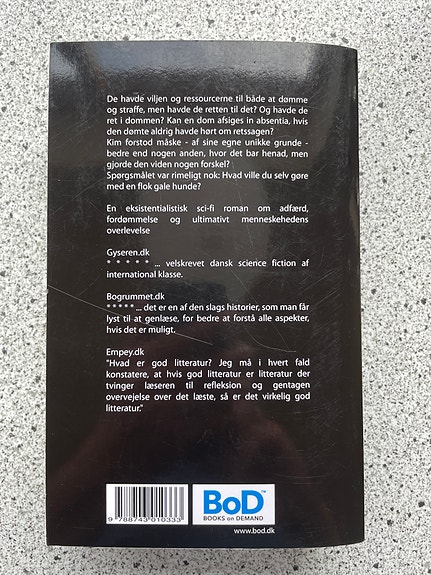 De havde viljen og ressourcerne til både at dømme
og straffe, men havde de retten til det? Og havde de
ret i dommen? Kan en dom afsiges in absentia, hvis
den dømte aldrig havde hørt om retssagen?
Kim forstod måske - af sine egne unikke grunde -
bedre end nogen anden, hvor det bar henad, men
gjorde den viden nogen forskel?
Spørgsmålet var rimeligt nok: Hvad ville du selv gøre
med en flok gale hunde?
En eksistentialistisk sci-fi roman om adfærd,
fordømmelse og ultimativt menneskehedens
overlevelse
Gyseren.dk
* * * * * ... velskrevet dansk science fiction af
international klasse.
Bogrummet.dk
* * * * * ... det er en af den slags historier, som man får
lyst til at genlæse, for bedre at forstå alle aspekter,
hvis det er muligt.
Empey.dk
"Hvad er god litteratur? Jeg må i hvert fald
konstatere, at hvis god litteratur er litteratur der
tvinger læseren til refleksion og gentagen
overvejelse over det læste, så er det virkelig god
litteratur."
9 788743 010333
BoD™
BOOKS on DEMAND
www.bod.dk